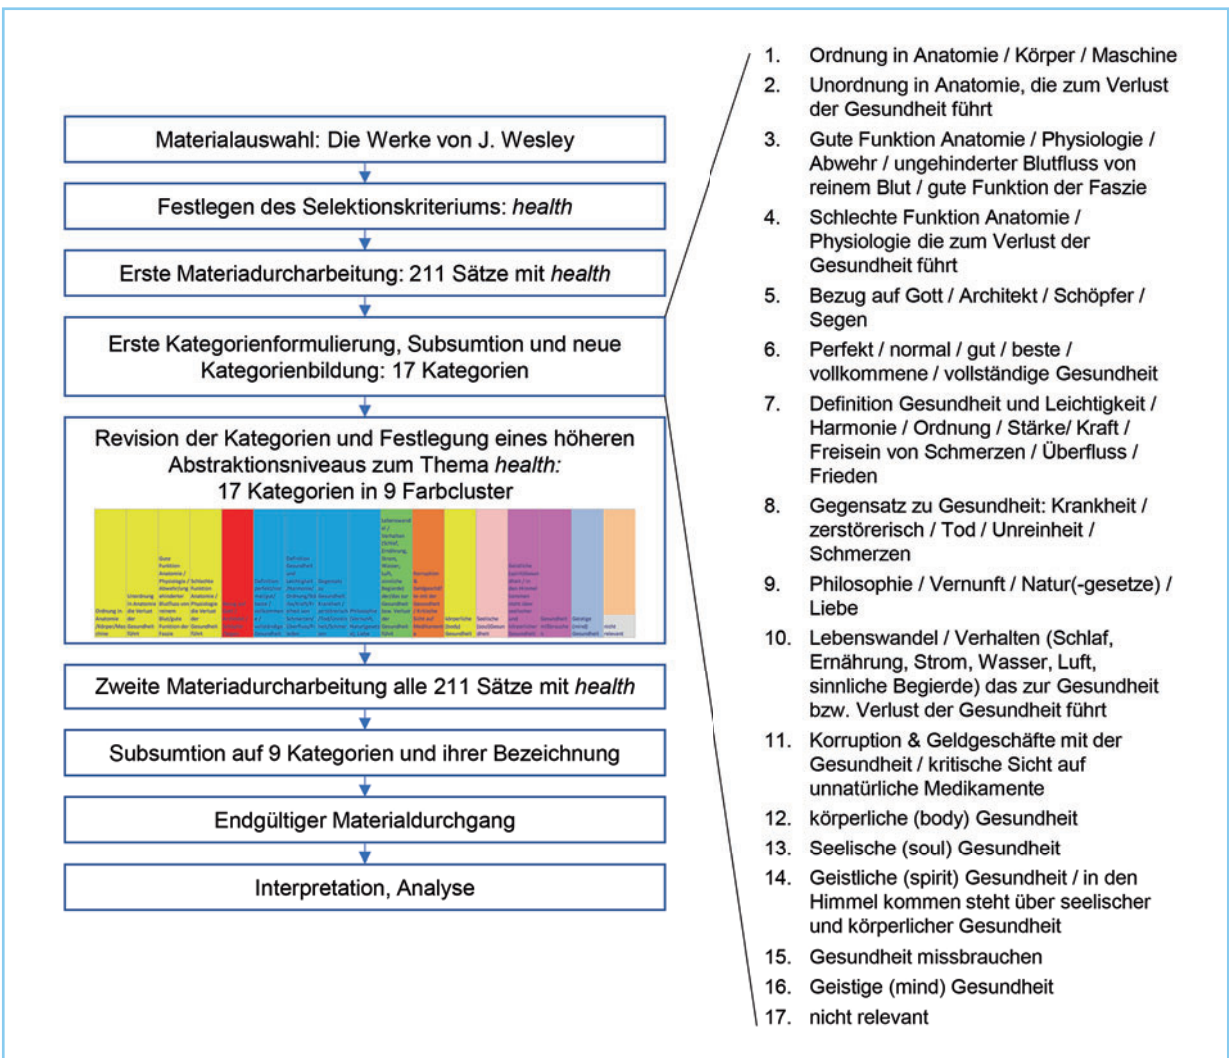 Materialauswahl: Die Werke von J. Wesley
Festlegen des Selektionskriteriums: health
Erste Materiadurcharbeitung: 211 Sätze mit health
Erste Kategorienformulierung, Subsumtion und neue
Kategorienbildung: 17 Kategorien
Revision der Kategorien und Festlegung eines höheren
Abstraktionsniveaus zum Thema health:
17 Kategorien in 9 Farbcluster
Zweite Materiadurcharbeitung alle 211 Sätze mit health
Subsumtion auf 9 Kategorien und ihrer Bezeichnung
Endgültiger Materialdurchgang
Interpretation, Analyse
1. Ordnung in Anatomie / Körper / Maschine
2. Unordnung in Anatomie, die zum Verlust
der Gesundheit führt
3. Gute Funktion Anatomie / Physiologie /
Abwehr / ungehinderter Blutfluss von
reinem Blut / gute Funktion der Faszie
4. Schlechte Funktion Anatomie /
Physiologie die zum Verlust der
Gesundheit führt
5. Bezug auf Gott / Architekt / Schöpfer /
Segen
6. Perfekt / normal / gut / beste /
vollkommene / vollständige Gesundheit
7. Definition Gesundheit und Leichtigkeit /
Harmonie / Ordnung / Stärke/ Kraft /
Freisein von Schmerzen / Überfluss /
Frieden
8. Gegensatz zu Gesundheit: Krankheit /
zerstörerisch / Tod / Unreinheit /
Schmerzen
9. Philosophie / Vernunft / Natur(-gesetze) /
Liebe
10. Lebenswandel / Verhalten (Schlaf,
Ernährung, Strom, Wasser, Luft,
sinnliche Begierde) das zur Gesundheit
bzw. Verlust der Gesundheit führt
11. Korruption & Geldgeschäfte mit der
Gesundheit / kritische Sicht auf
unnatürliche Medikamente
12. körperliche (body) Gesundheit
13. Seelische (soul) Gesundheit
14. Geistliche (spirit) Gesundheit / in den
Himmel kommen steht über seelischer
und körperlicher Gesundheit
15. Gesundheit missbrauchen
16. Geistige (mind) Gesundheit
17. nicht relevant